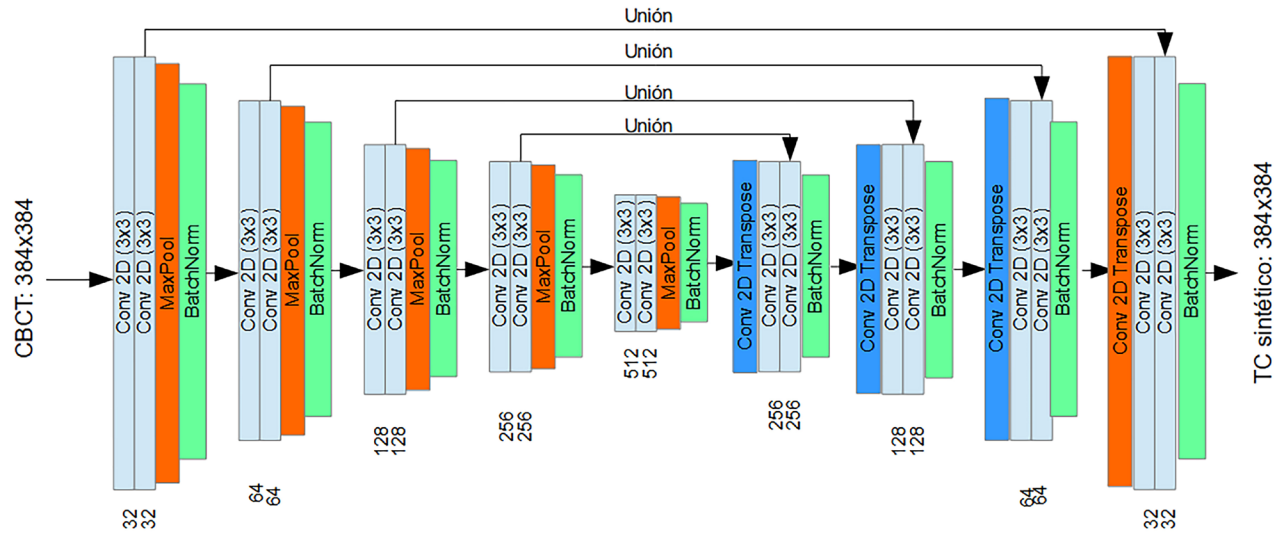 Unión
Unión
Unión
Unión
CBCT: 384x384
Conv 2D (3x3)
Conv 2D (3x3)
MaxPool
BatchNorm
32
32
Conv 2D (3x3)
Conv 2D (3x3)
MaxPool
BatchNorm
64
64
Conv 2D (3x3)
Conv 2D (3x3)
MaxPool
BatchNorm
128
128
Conv 2D (3x3)
Conv 2D (3x3)
MaxPool
BatchNorm
256
256
Conv 2D (3x3)
Conv 2D (3x3)
MaxPool
BatchNorm
512
512
Conv 2D Transpose
Conv 2D (3x3)
Conv 2D (3x3)
BatchNorm
256
256
Conv 2D Transpose
Conv 2D (3x3)
Conv 2D (3x3)
BatchNorm
128
128
Conv 2D Transpose
Conv 2D (3x3)
Conv 2D (3x3)
BatchNorm
64
64
Conv 2D Transpose
Conv 2D (3x3)
Conv 2D (3x3)
BatchNorm
32
32
TC sintético: 384x384